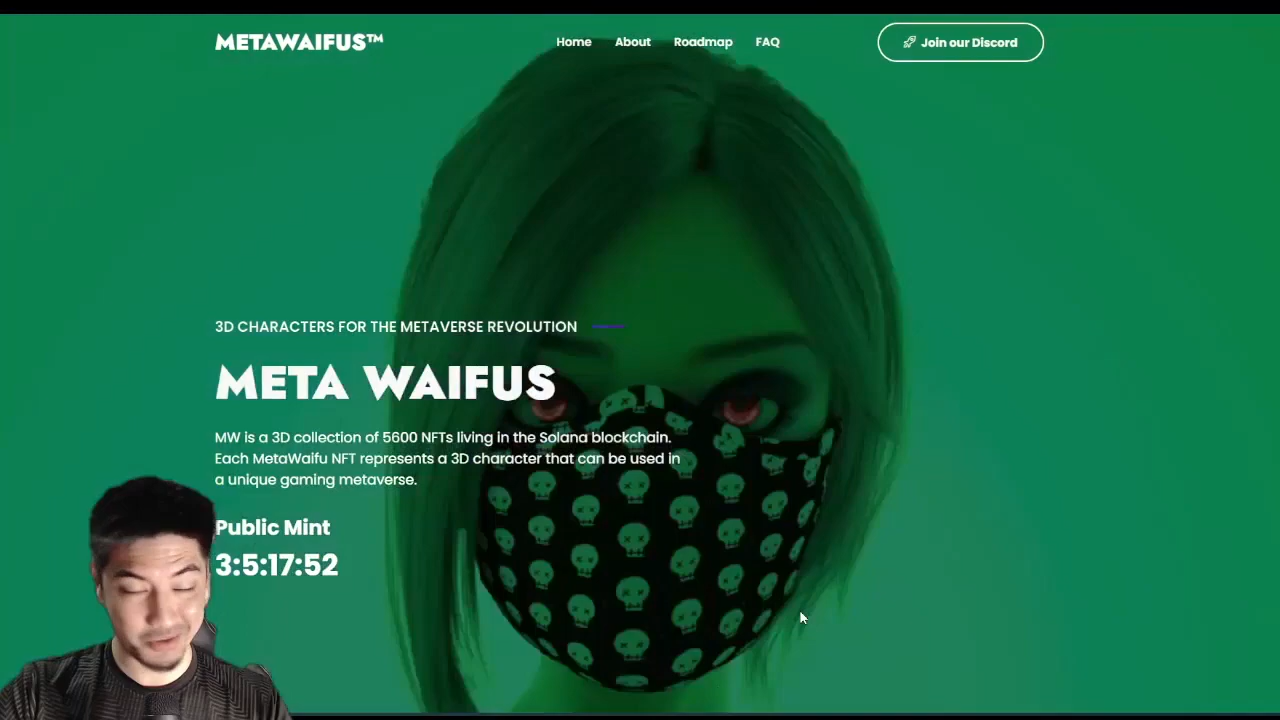 METAWAIFUS™
Home About Roadmap FAQ
Join our Discord
3D CHARACTERS FOR THE METAVERSE REVOLUTION
META WAIFUS
MW is a 3D collection of 5600 NFTs living in the Solana blockchain.
Each MetaWaifu NFT represents a 3D character that can be used in
a unique gaming metaverse.
Public Mint
3:5:17:52